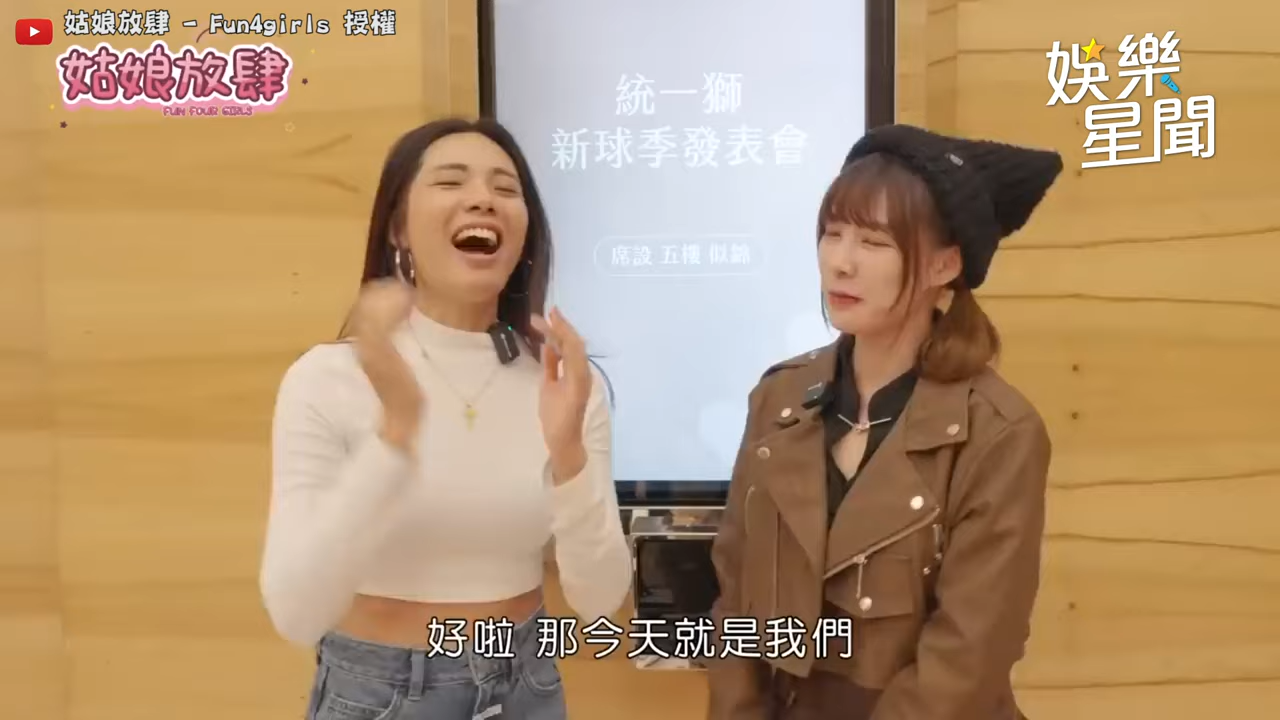 姑娘放肆 - Fun4girls 授權
姑娘放肆
FUN FOUR GIRLS
娛樂
星聞
統一獅
新球季發表會
席設 五樓 似錦
好啦 那今天就是我們